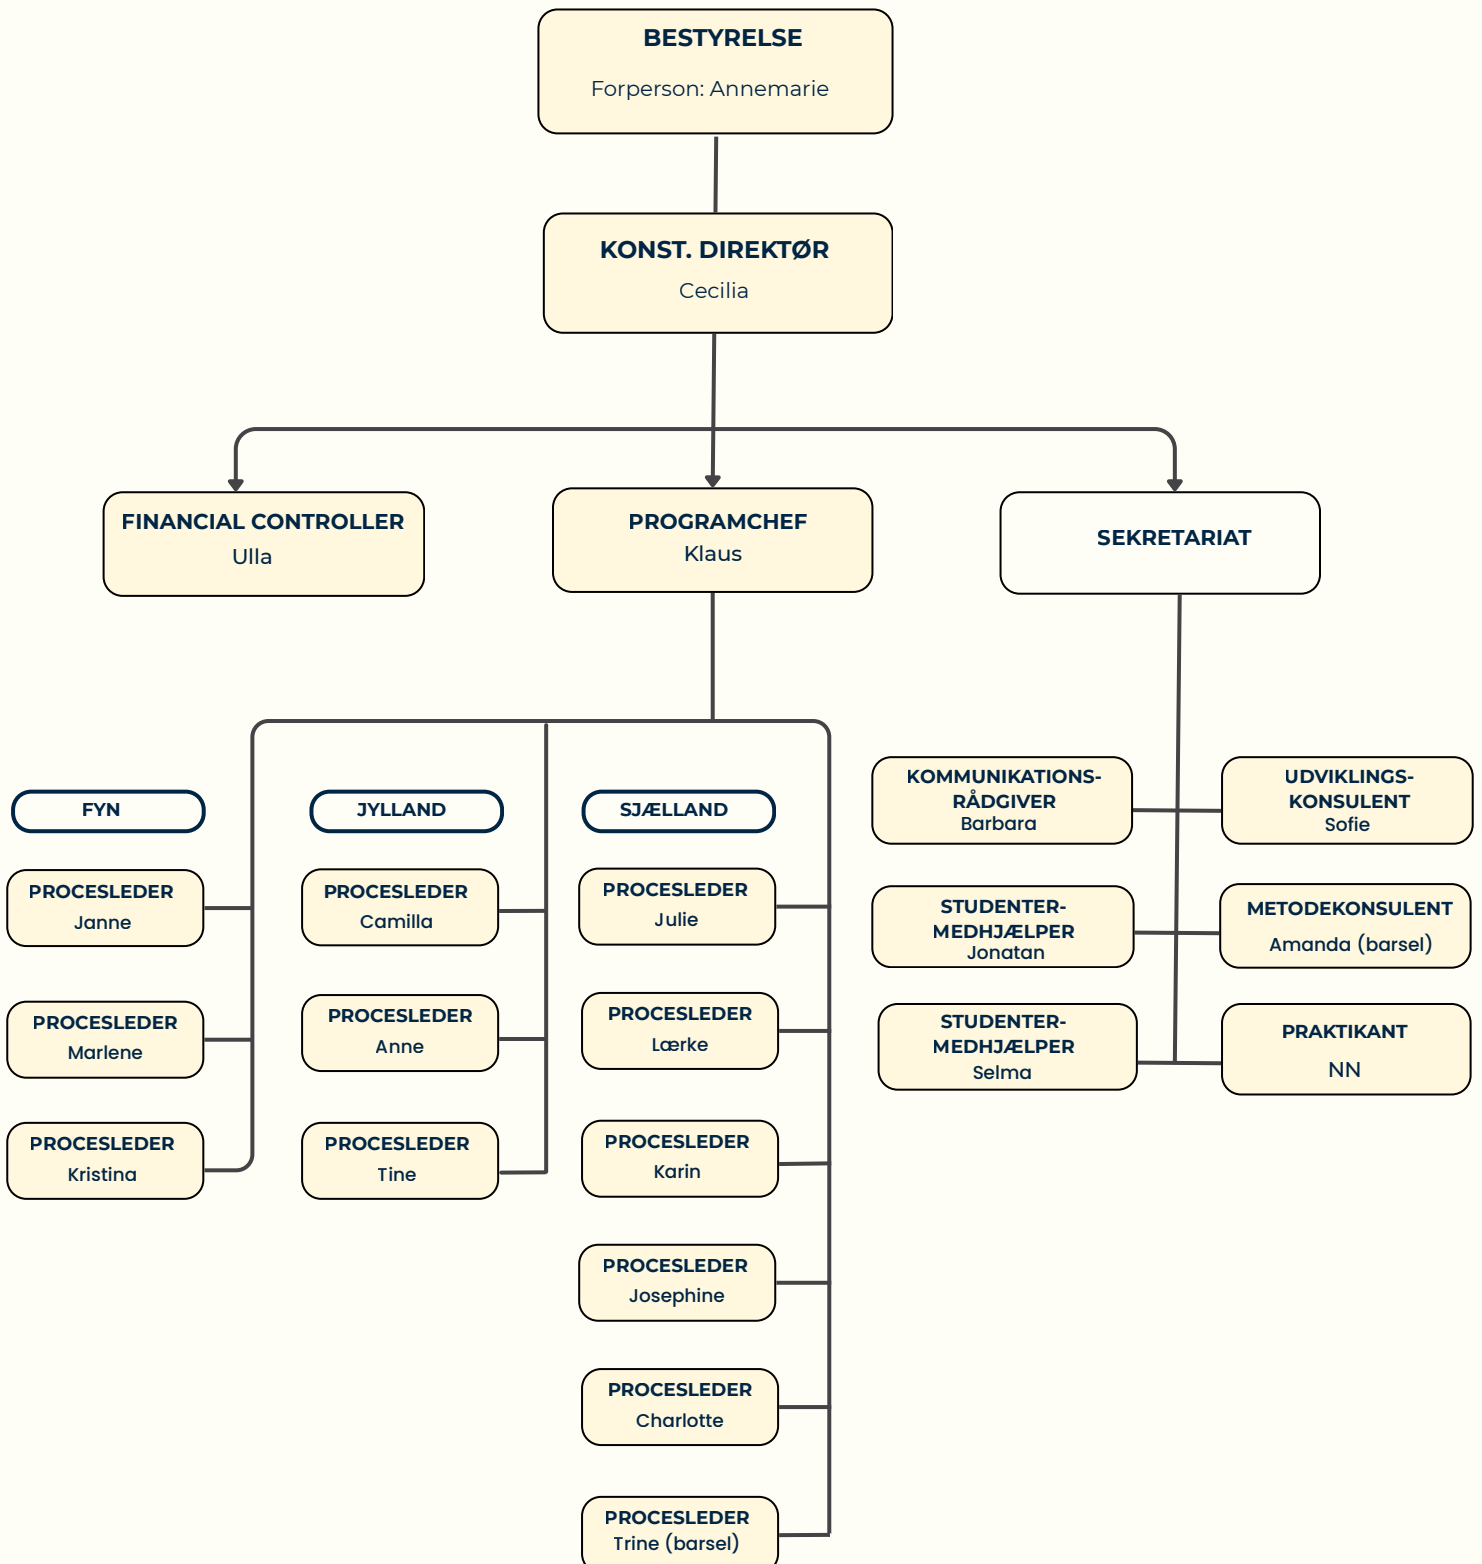 BESTYRELSE
Forperson: Annemarie
KONST. DIREKTØR
Cecilia
FINANCIAL CONTROLLER
Ulla
PROGRAMCHEF
Klaus
SEKRETARIAT
FYN
PROCESLEDER
Janne
PROCESLEDER
Marlene
PROCESLEDER
Kristina
JYLLAND
PROCESLEDER
Camilla
PROCESLEDER
Anne
PROCESLEDER
Tine
SJÆLLAND
PROCESLEDER
Julie
PROCESLEDER
Lærke
PROCESLEDER
Karin
PROCESLEDER
Josephine
PROCESLEDER
Charlotte
PROCESLEDER
Trine (barsel)
KOMMUNIKATIONS-
RÅDGIVER
Barbara
UDVIKLINGS-
KONSULENT
Sofie
STUDENTER-
MEDHJÆLPER
Jonatan
METODEKONSULENT
Amanda (barsel)
STUDENTER-
MEDHJÆLPER
Selma
PRAKTIKANT
NN